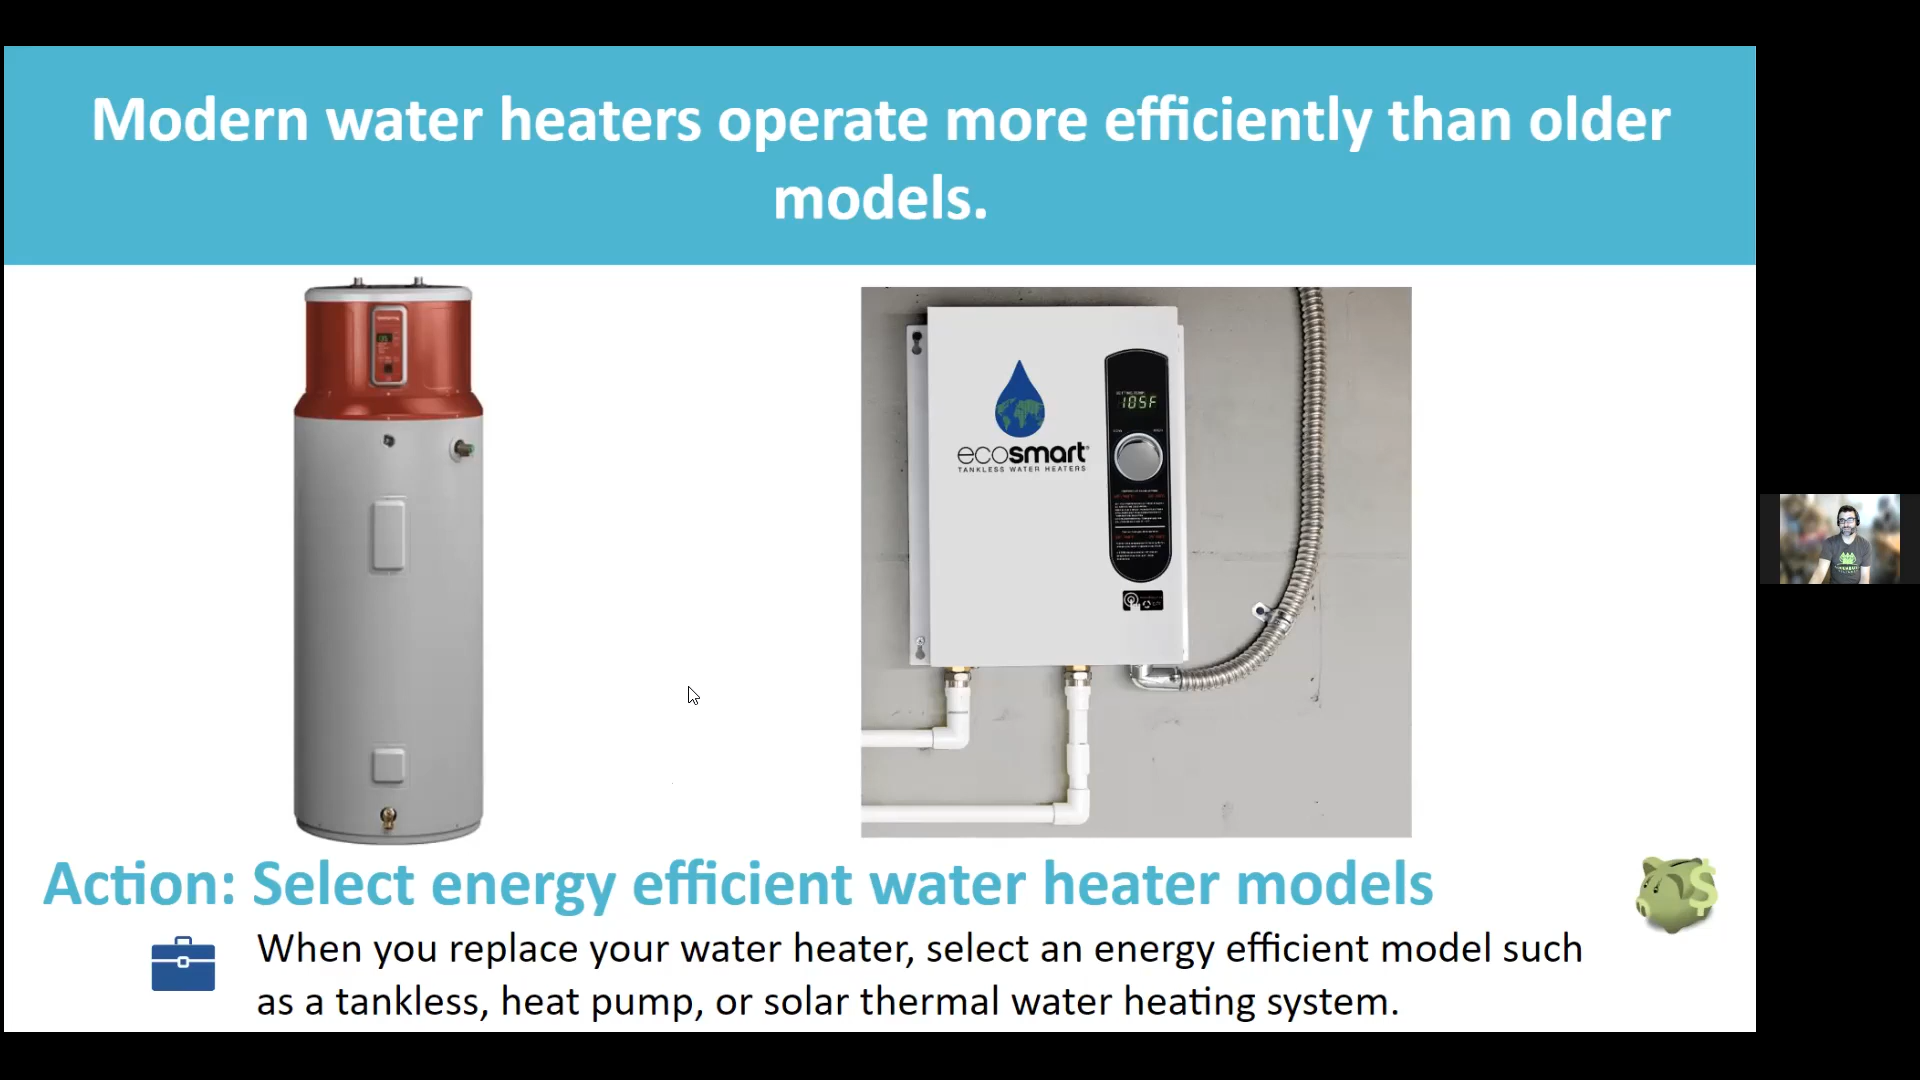 Modern water heaters operate more efficiently than older
models.
ecosmart
TANKLESS WATER HEATERS
105F
Action: Select energy efficient water heater models
When you replace your water heater, select an energy efficient model such
as a tankless, heat pump, or solar thermal water heating system.